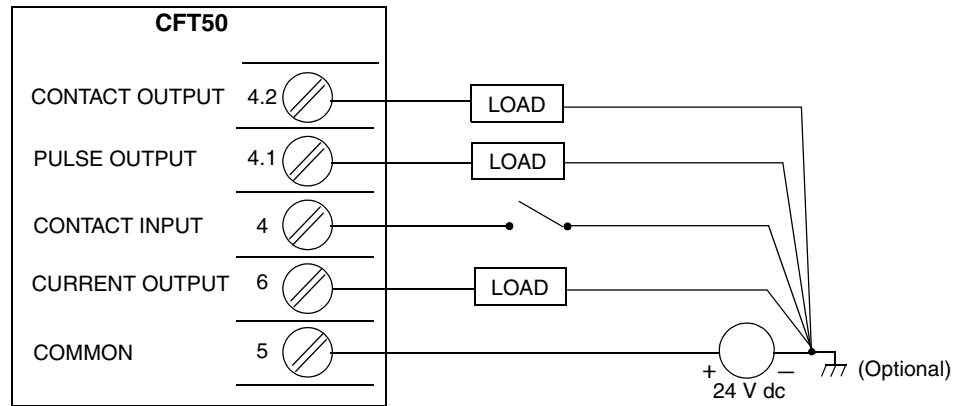 CFT50
CONTACT OUTPUT 4.2 LOAD
PULSE OUTPUT 4.1 LOAD
CONTACT INPUT 4
CURRENT OUTPUT 6 LOAD
COMMON 5
+ – (Optional)
24 V dc